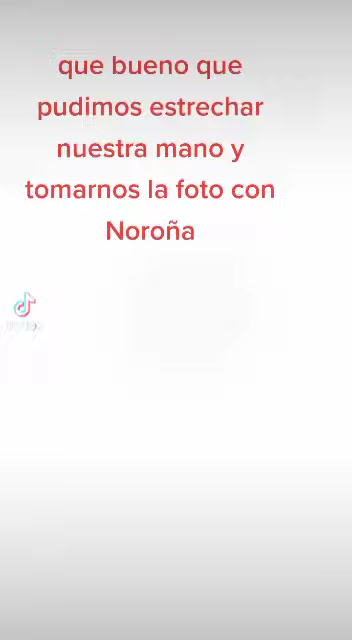 que bueno que
pudimos estrechar
nuestra mano y
tomarnos la foto con
Noroña